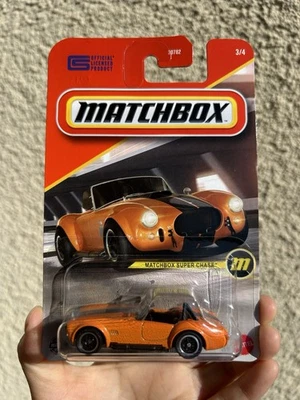 OFFICIAL
LICENSED
PRODUCT
3/4
MATCHBOX
MATCHBOX SUPER CHASE